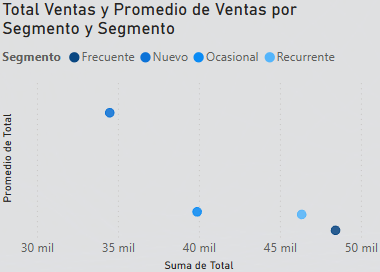 Total Ventas y Promedio de Ventas por
Segmento y Segmento
Segmento Frecuente Nuevo Ocasional Recurrente
Promedio de Total
30 mil 35 mil 40 mil 45 mil 50 mil
Suma de Total